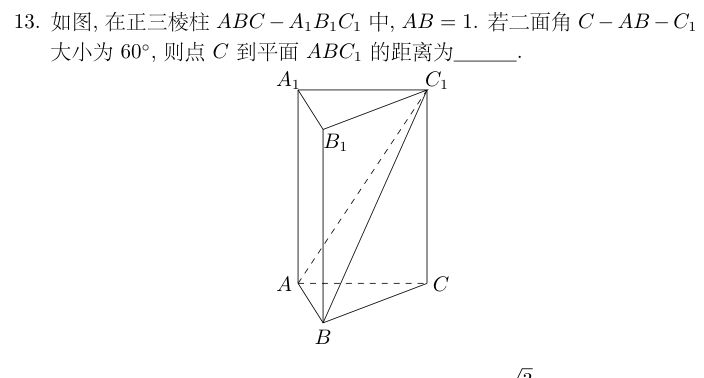 13. 如图, 在正三棱柱 ABC − A₁B₁C₁ 中, AB = 1. 若二面角 C − AB − C₁
大小为 60°, 则点 C 到平面 ABC₁ 的距离为______.
A₁ C₁
B₁
A C
B